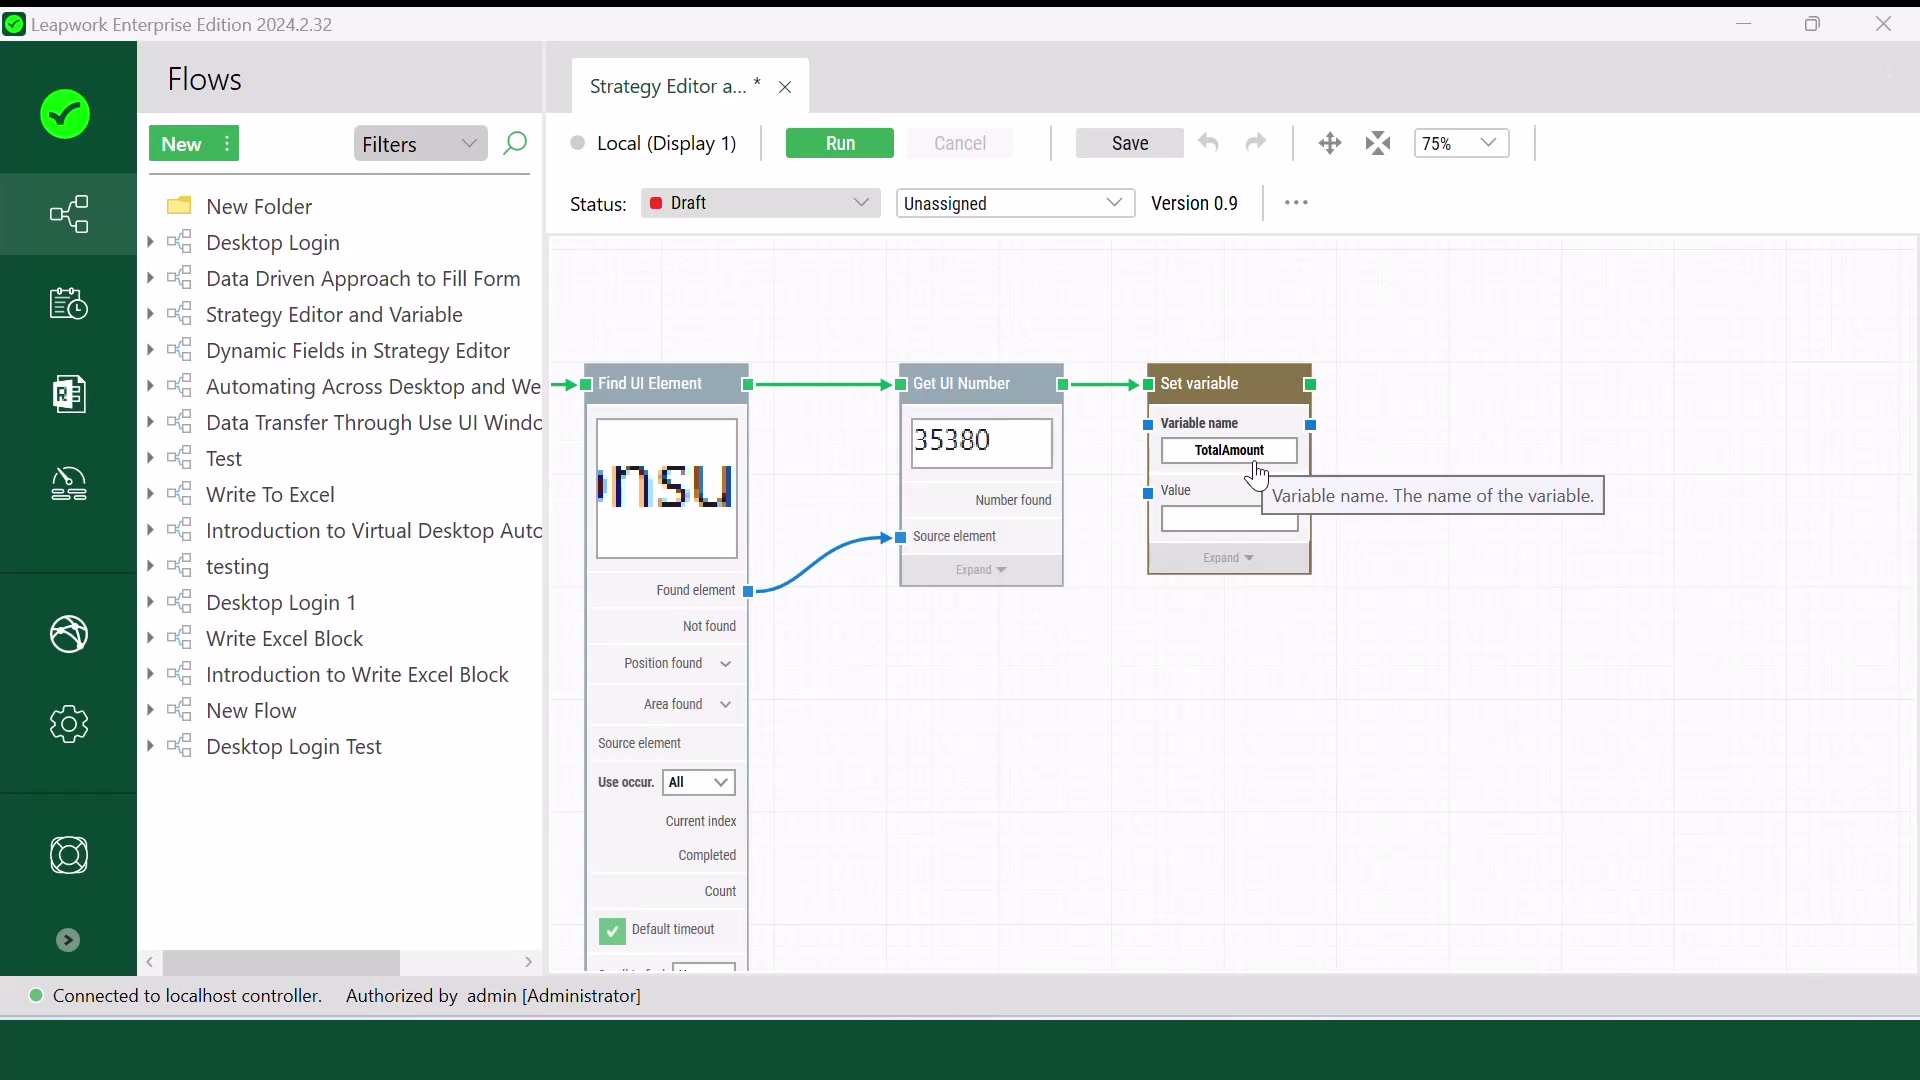 Leapwork Enterprise Edition 2024.2.32
Flows
Strategy Editor a... *
New
Filters
Local (Display 1)
Run
Cancel
Save
75%
Status:
Draft
Unassigned
Version 0.9
New Folder
Desktop Login
Data Driven Approach to Fill Form
Strategy Editor and Variable
Dynamic Fields in Strategy Editor
Automating Across Desktop and We
Data Transfer Through Use UI Windo
Test
Write To Excel
Introduction to Virtual Desktop Auto
testing
Desktop Login 1
Write Excel Block
Introduction to Write Excel Block
New Flow
Desktop Login Test
Find UI Element
nsu
Found element
Not found
Position found
Area found
Source element
Use occur. All
Current index
Completed
Count
Default timeout
Get UI Number
35380
Number found
Source element
Expand
Set variable
Variable name
TotalAmount
Value
Expand
Variable name. The name of the variable.
Connected to localhost controller. Authorized by admin [Administrator]